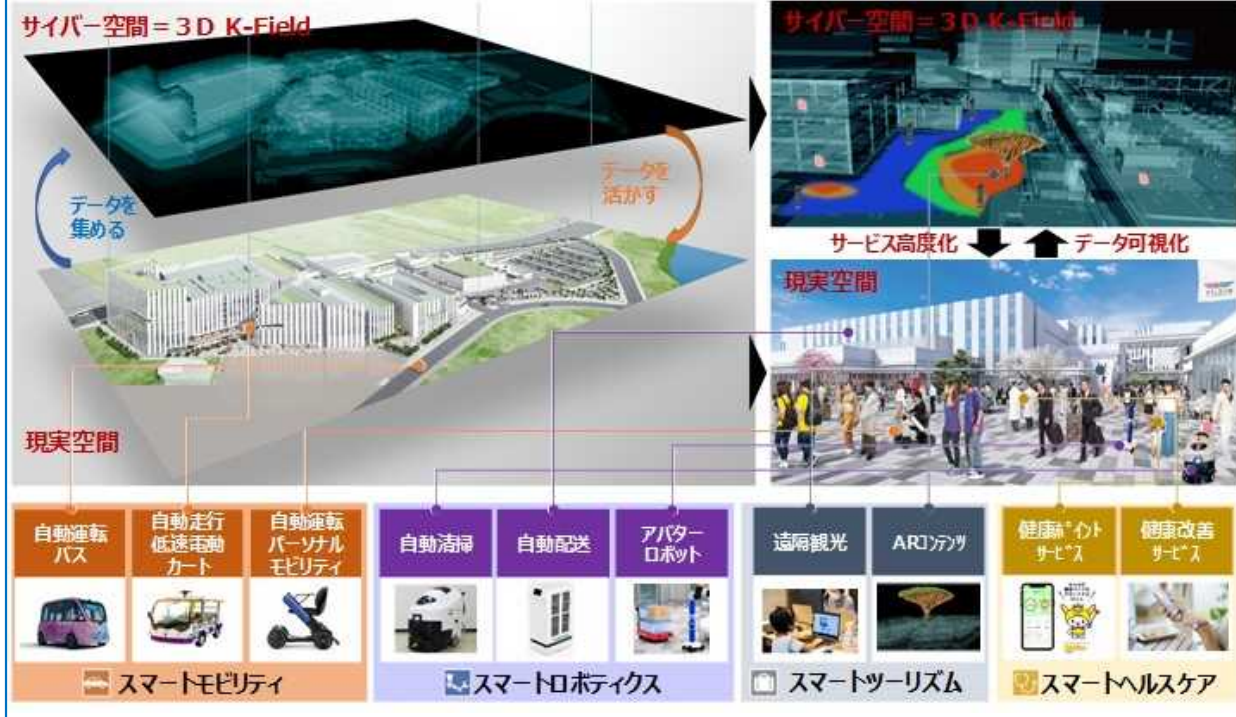 サイバー空間＝３Ｄ K-Field
サイバー空間＝３Ｄ K-Field
データを
集める
データを
活かす
サービス高度化
データ可視化
現実空間
現実空間
自動運転
バス
自動走行
低速電動
カート
自動運転
パーソナル
モビリティ
自動清掃
自動配送
アバター
ロボット
遠隔観光
ARコンテンツ
健康ポイント
サービス
健康改善
サービス
スマートモビリティ
スマートロボティクス
スマートツーリズム
スマートヘルスケア